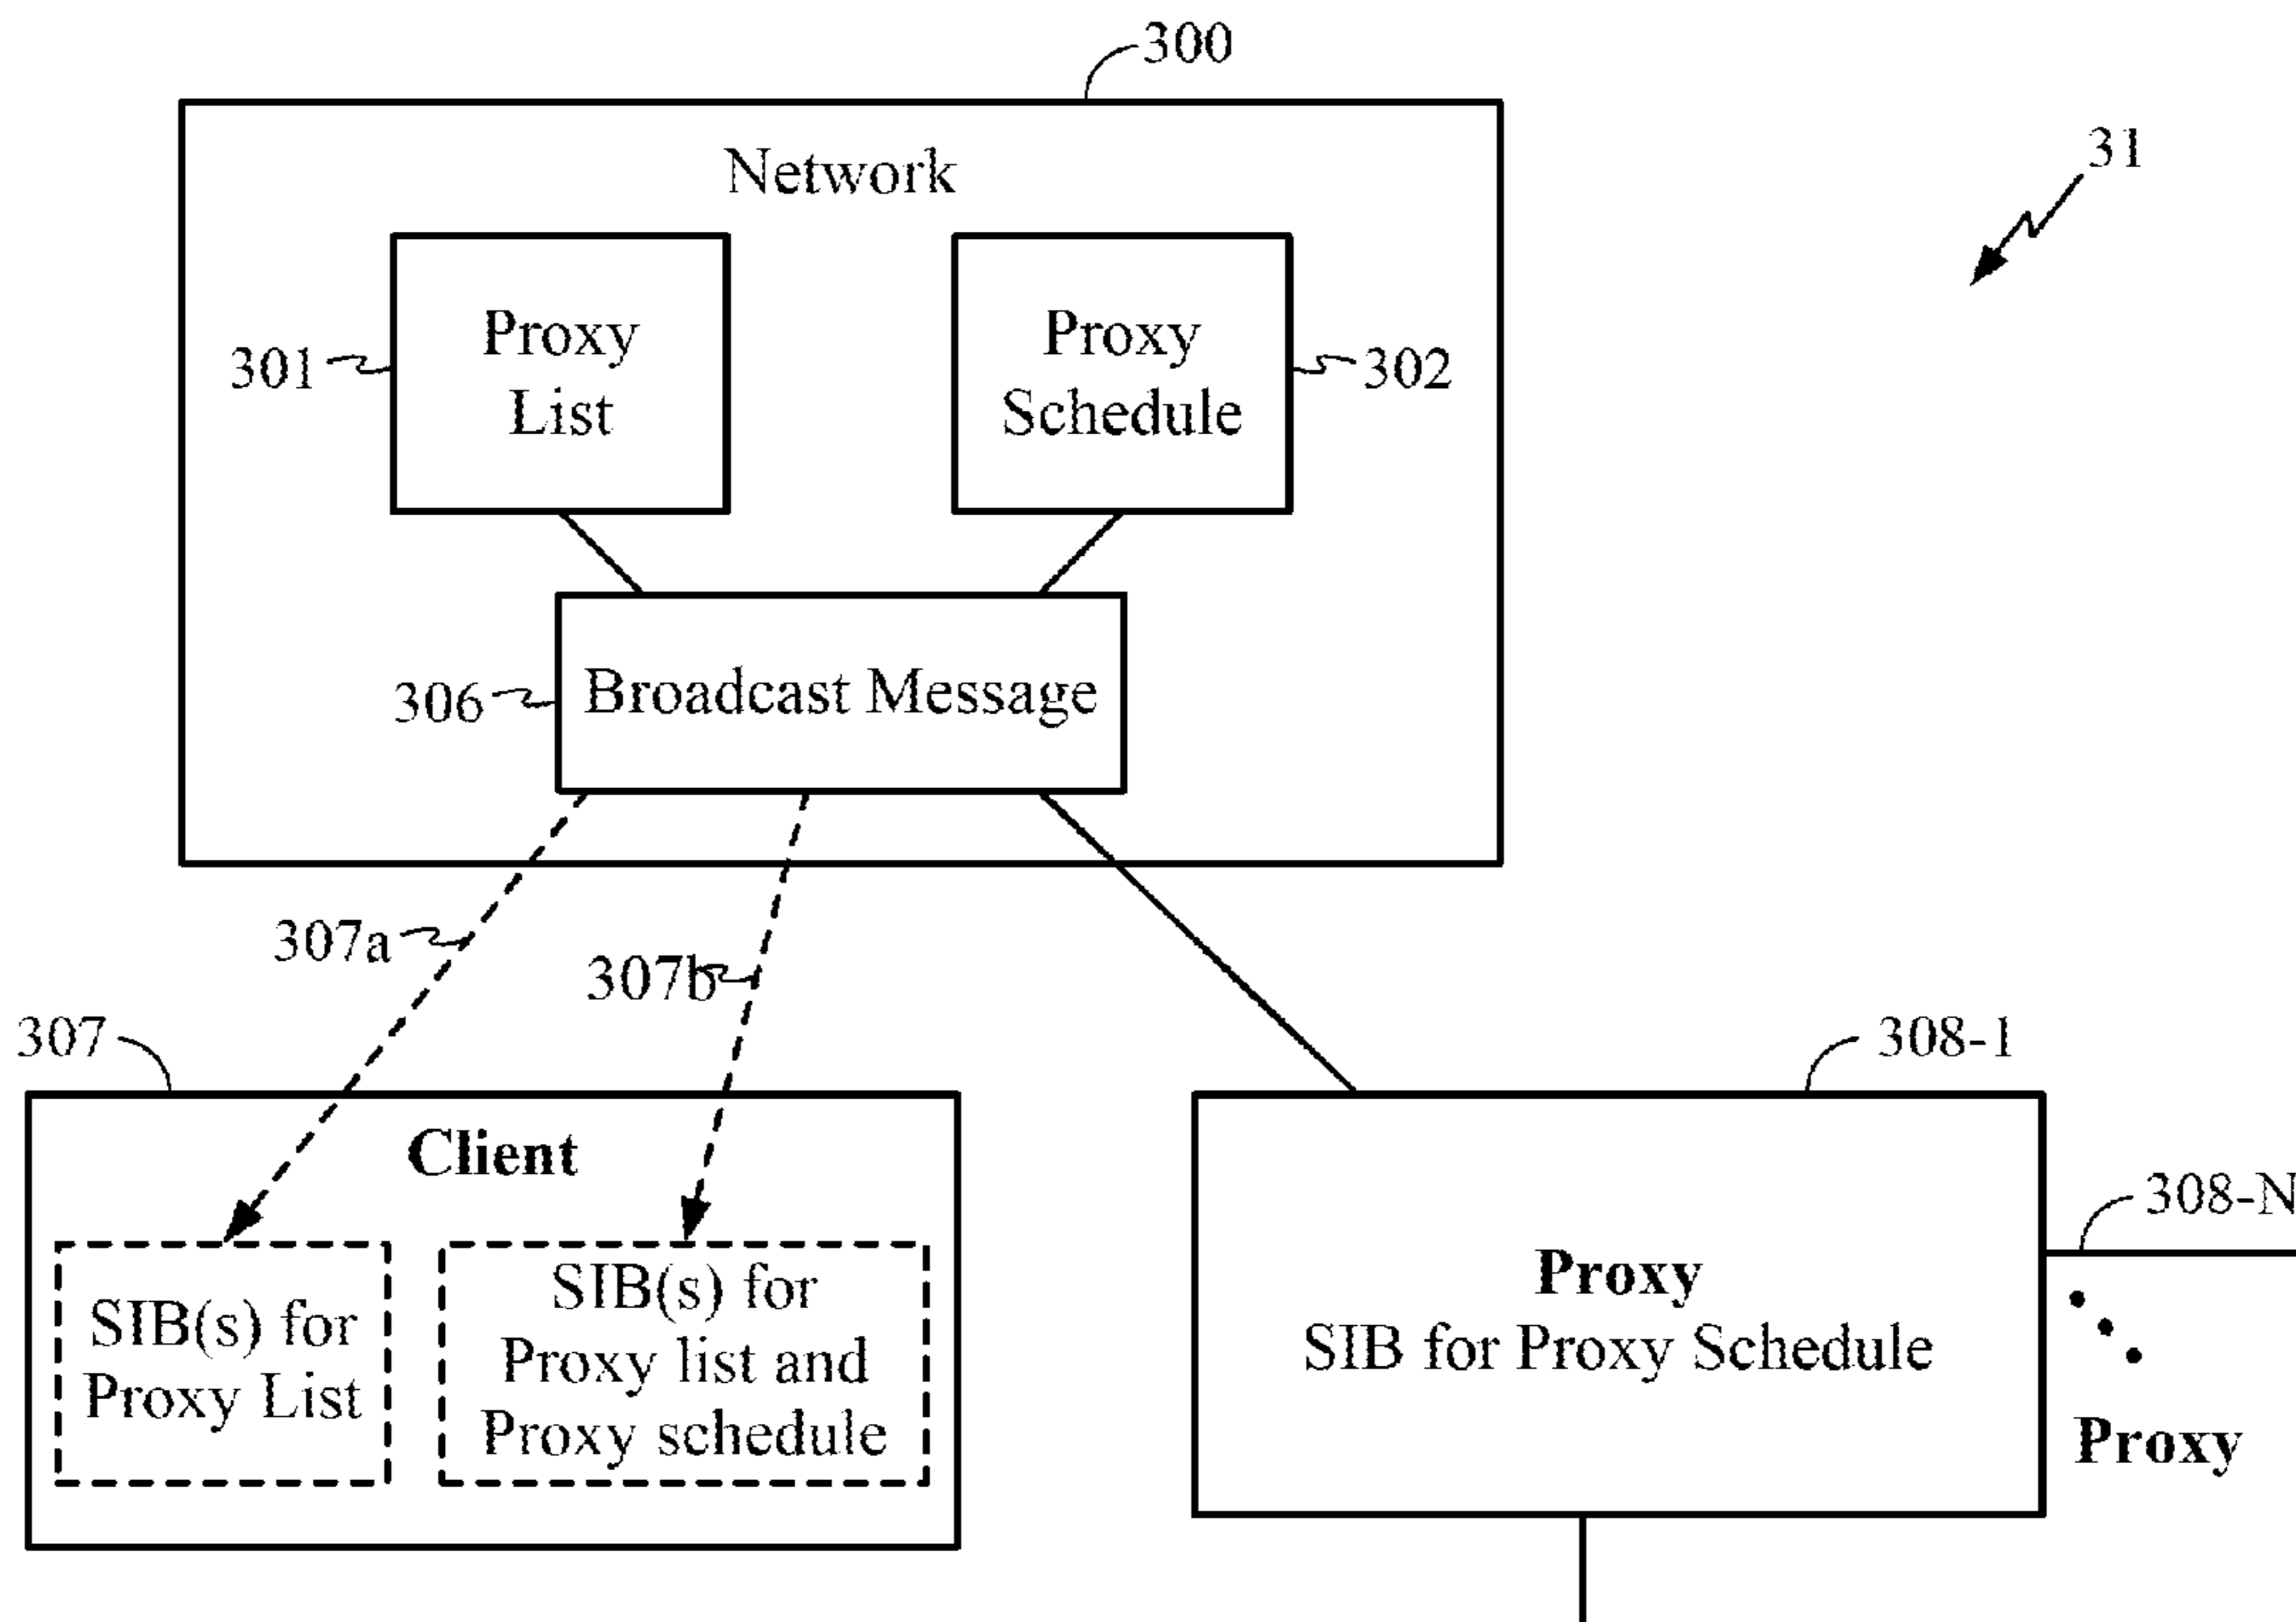 300
31
Network
Proxy
List
301
Proxy
Schedule
302
306
Broadcast Message
307a
307b
307
308-1
Client
308-N
SIB(s) for
Proxy List
SIB(s) for
Proxy list and
Proxy schedule
Proxy
SIB for Proxy Schedule
Proxy